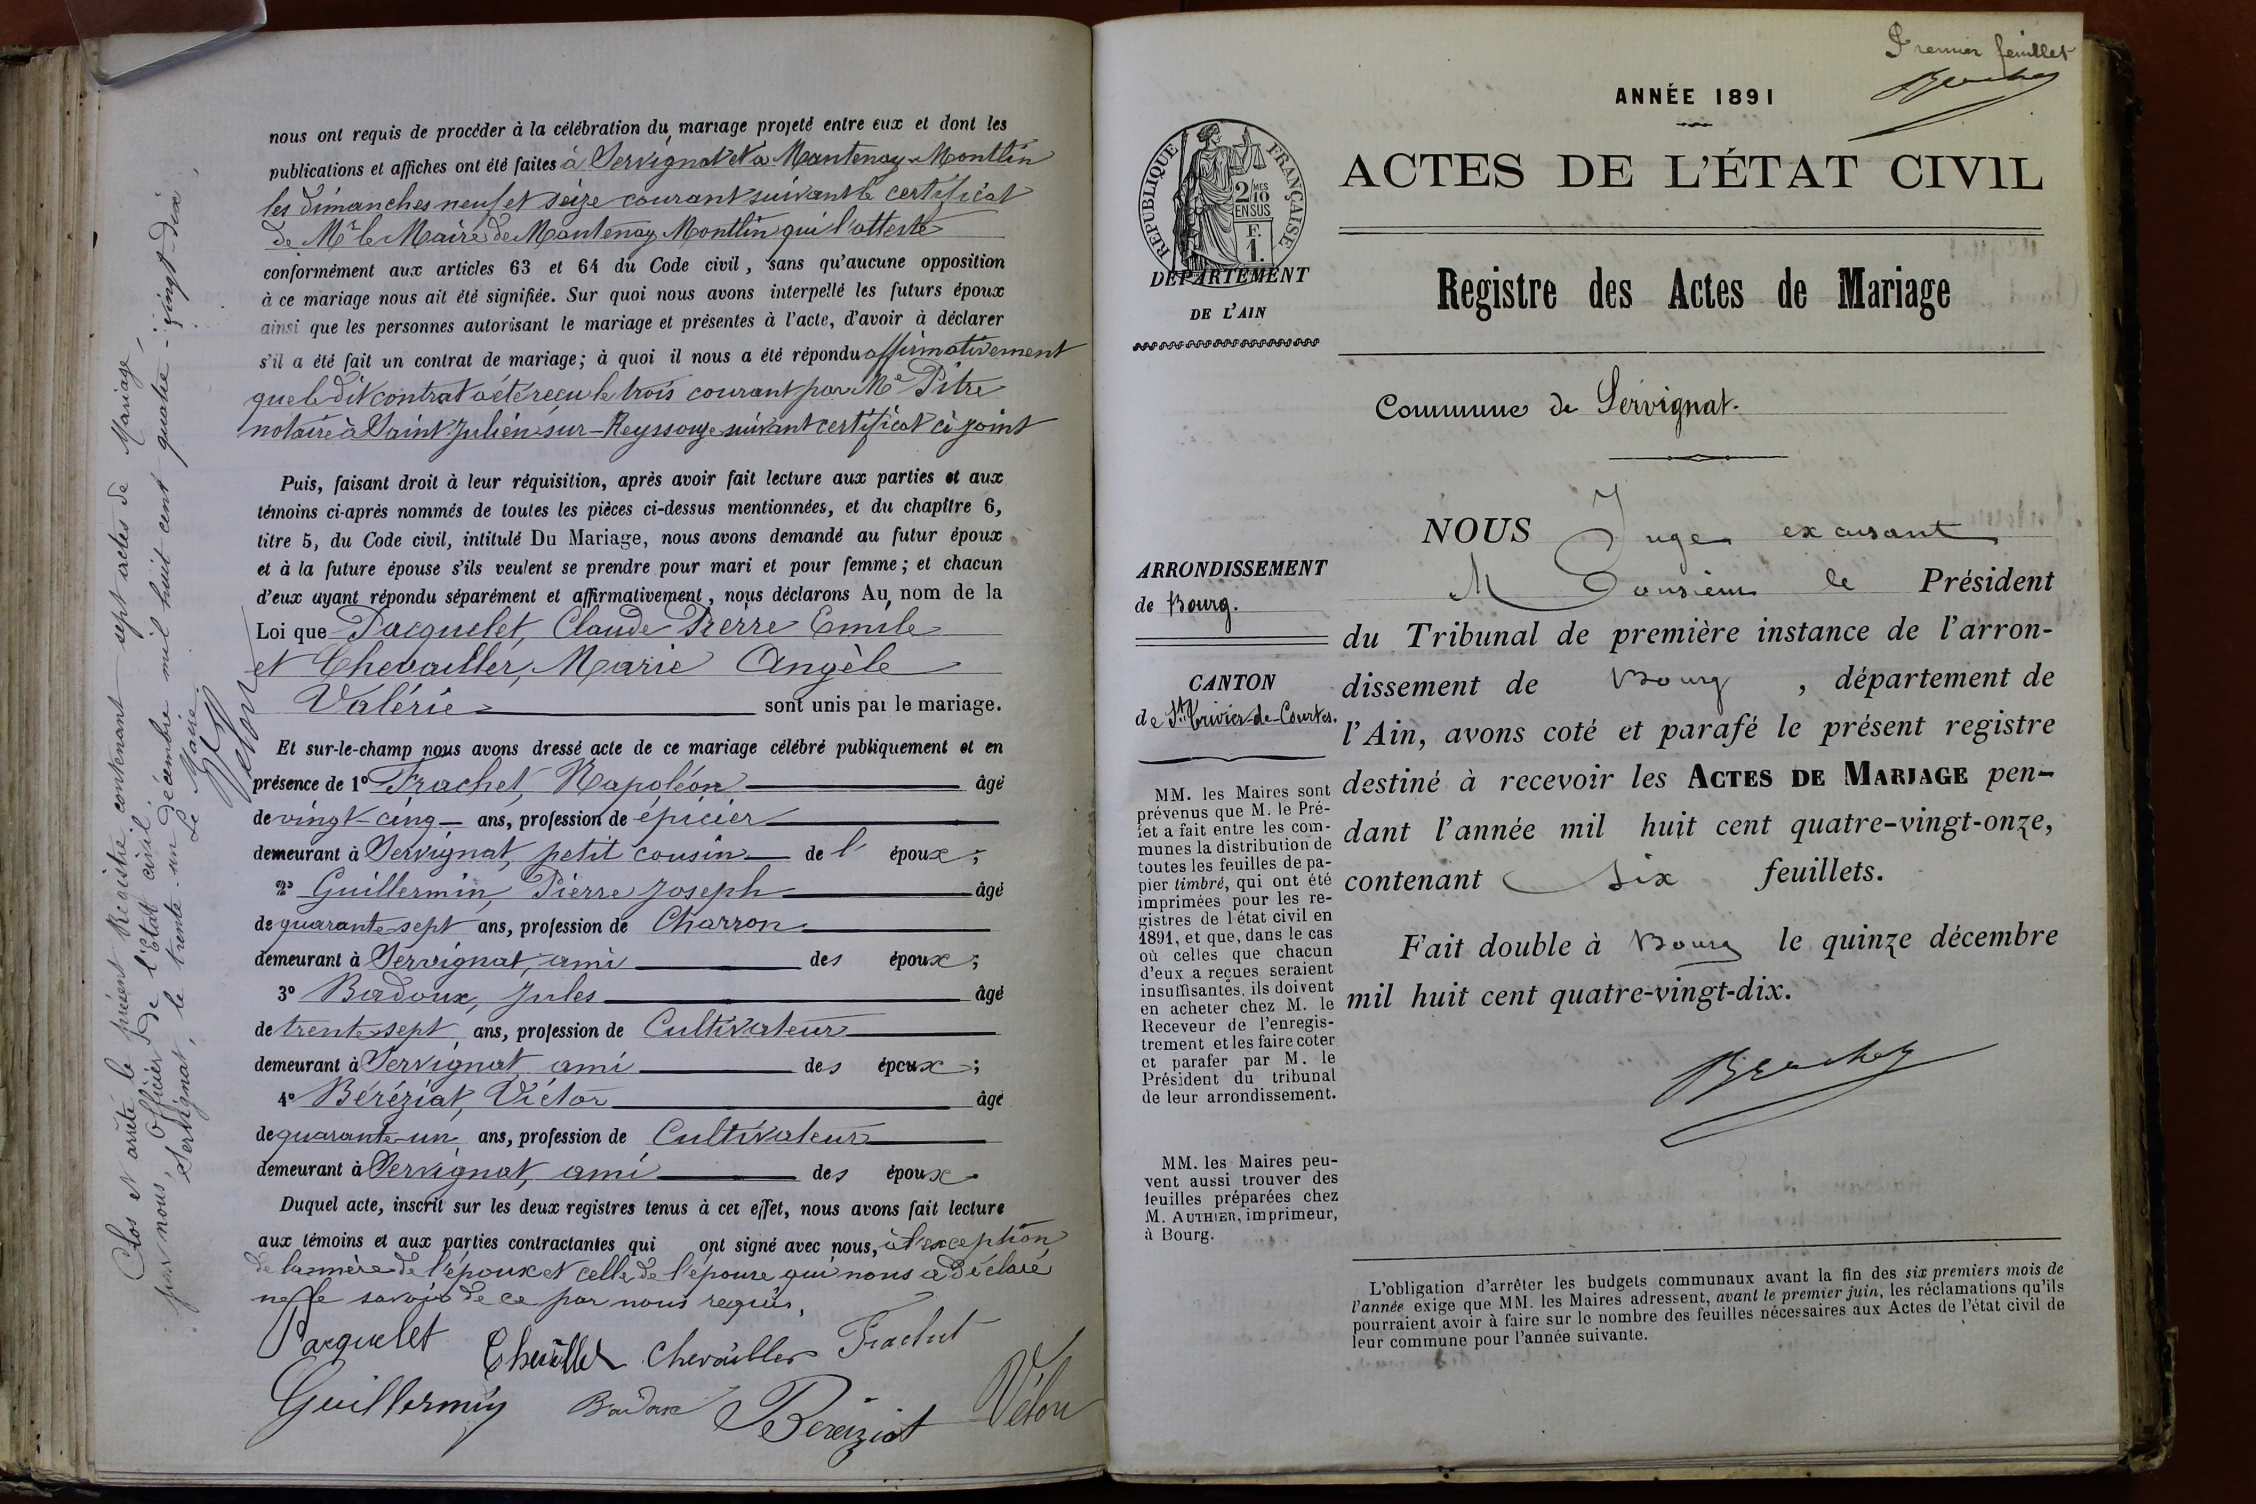 nous ont requis de procéder à la célébration du mariage projeté entre eux et dont les
publications et affiches ont été faites à Servignat et à Mantenay-Montlin
les dimanches neuf et seize courant suivant le certificat
de Mr le Maire de Mantenay Montlin qui l'atteste
conformément aux articles 63 et 64 du Code civil, sans qu'aucune opposition
à ce mariage nous ait été signifiée. Sur quoi nous avons interpellé les futurs époux
ainsi que les personnes autorisant le mariage et présentes à l'acte, d'avoir à déclarer
s'il a été fait un contrat de mariage; à quoi il nous a été répondu affirmativement
que le dit contrat a été reçu le trois courant par Me Pitre
notaire à Saint Julien-sur-Reyssouze suivant certificat ci joint
Puis, faisant droit à leur réquisition, après avoir fait lecture aux parties et aux
témoins ci-après nommés de toutes les pièces ci-dessus mentionnées, et du chapître 6,
titre 5, du Code civil, intitulé Du Mariage, nous avons demandé au futur époux
et à la future épouse s'ils veulent se prendre pour mari et pour femme; et chacun
d'eux ayant répondu séparément et affirmativement, nous déclarons Au nom de la
Loi que Pacquelet, Claude Pierre Emile
et Chevailler, Marie Angèle
Valérie sont unis par le mariage.
Et sur-le-champ nous avons dressé acte de ce mariage célébré publiquement et en
présence de 1o Frachet, Napoléon âgé
de vingt-cinq ans, profession de épicier
demeurant à Servignat, petit cousin de l' époux;
2o Guillermin, Pierre Joseph âgé
de quarante sept ans, profession de Charron
demeurant à Servignat, ami des époux;
3o Badoux, Jules âgé
de trente sept ans, profession de Cultivateur
demeurant à Servignat, ami des époux;
4o Béréziat, Victor âgé
de quarante-un ans, profession de Cultivateur
demeurant à Servignat, ami des époux.
Duquel acte, inscrit sur les deux registres tenus à cet effet, nous avons fait lecture
aux témoins et aux parties contractantes qui ont signé avec nous, à l'exception
de la mère de l'époux et celle de l'épouse qui nous a déclaré
ne le savoir de ce par nous requis.
Pacquelet Chevailler Chevailler Frachet
Guillermin Badoux Béréziat Vélon
Clos et arrêté le présent Registre contenant sept actes de Mariage,
par nous, Officier de l'Etat civil.
Servignat, le trente-un décembre mil huit cent quatre-vingt-dix.
Le Maire
Velon
Premier feuillet
ANNÉE 1891
ACTES DE L'ÉTAT CIVIL
RÉPUBLIQUE FRANÇAISE
2 MES
10
EN SUS
F.
1.
DÉPARTEMENT
DE L'AIN
Registre des Actes de Mariage
Commune de Servignat.
ARRONDISSEMENT
de Bourg.
CANTON
de St Trivier-de-Courtes.
MM. les Maires sont
prévenus que M. le Pré-
fet a fait entre les com-
munes la distribution de
toutes les feuilles de pa-
pier timbré, qui ont été
imprimées pour les re-
gistres de l'état civil en
1891, et que, dans le cas
où celles que chacun
d'eux a reçues seraient
insuffisantes, ils doivent
en acheter chez M. le
Receveur de l'enregis-
trement et les faire coter
et parafer par M. le
Président du tribunal
de leur arrondissement.
MM. les Maires peu-
vent aussi trouver des
feuilles préparées chez
M. AUTHIER, imprimeur,
à Bourg.
NOUS Juge excusant
Monsieur le Président
du Tribunal de première instance de l'arron-
dissement de Bourg, département de
l'Ain, avons coté et parafé le présent registre
destiné à recevoir les ACTES DE MARIAGE pen-
dant l'année mil huit cent quatre-vingt-onze,
contenant six feuillets.
Fait double à Bourg le quinze décembre
mil huit cent quatre-vingt-dix.
L'obligation d'arrêter les budgets communaux avant la fin des six premiers mois de
l'année exige que MM. les Maires adressent, avant le premier juin, les réclamations qu'ils
pourraient avoir à faire sur le nombre des feuilles nécessaires aux Actes de l'état civil de
leur commune pour l'année suivante.